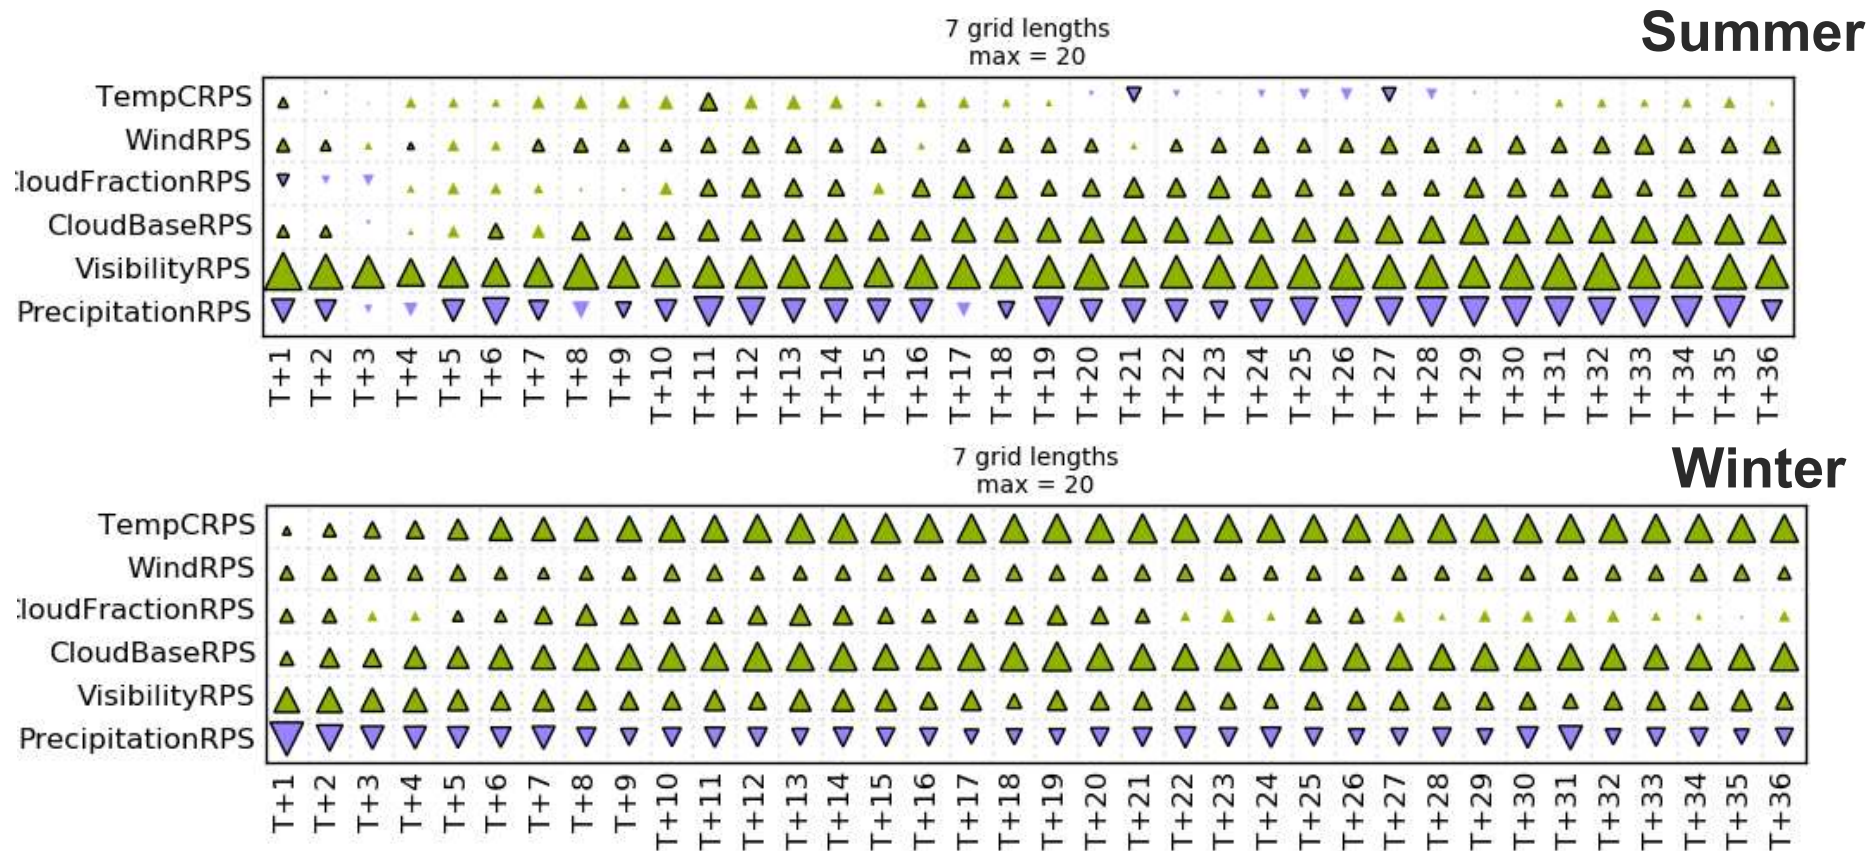 Summer
7 grid lengths
max = 20
TempCRPS
WindRPS
loudFractionRPS
CloudBaseRPS
VisibilityRPS
PrecipitationRPS
T+1 T+2 T+3 T+4 T+5 T+6 T+7 T+8 T+9 T+10 T+11 T+12 T+13 T+14 T+15 T+16 T+17 T+18 T+19 T+20 T+21 T+22 T+23 T+24 T+25 T+26 T+27 T+28 T+29 T+30 T+31 T+32 T+33 T+34 T+35 T+36
Winter
7 grid lengths
max = 20
TempCRPS
WindRPS
loudFractionRPS
CloudBaseRPS
VisibilityRPS
PrecipitationRPS
T+1 T+2 T+3 T+4 T+5 T+6 T+7 T+8 T+9 T+10 T+11 T+12 T+13 T+14 T+15 T+16 T+17 T+18 T+19 T+20 T+21 T+22 T+23 T+24 T+25 T+26 T+27 T+28 T+29 T+30 T+31 T+32 T+33 T+34 T+35 T+36